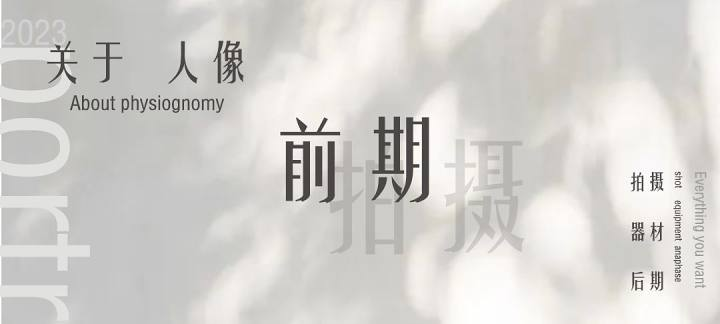 2023
portr
关于 人像
About physiognomy
前期
拍摄
拍摄
器材
后期
shot equipment anaphase
Everything you want